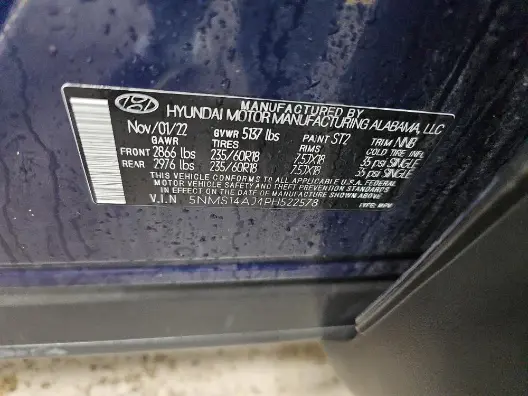 MANUFACTURED BY
HYUNDAI MOTOR MANUFACTURING ALABAMA, LLC
Nov/01/22 GVWR 5137 lbs PAINT ST2 TRIM NNB
GAWR TIRES RIMS COLD TIRE INF.
FRONT 2866 lbs 235/60R18 7.5JX18 35 psi SINGLE
REAR 2976 lbs 235/60R18 7.5JX18 35 psi SINGLE
THIS VEHICLE CONFORMS TO ALL APPLICABLE U.S.A. FEDERAL
MOTOR VEHICLE SAFETY AND THEFT PREVENTION STANDARDS
IN EFFECT ON THE DATE OF MANUFACTURE SHOWN ABOVE.
V.I.N 5NMS14AJ4PH522578 TYPE: MPV